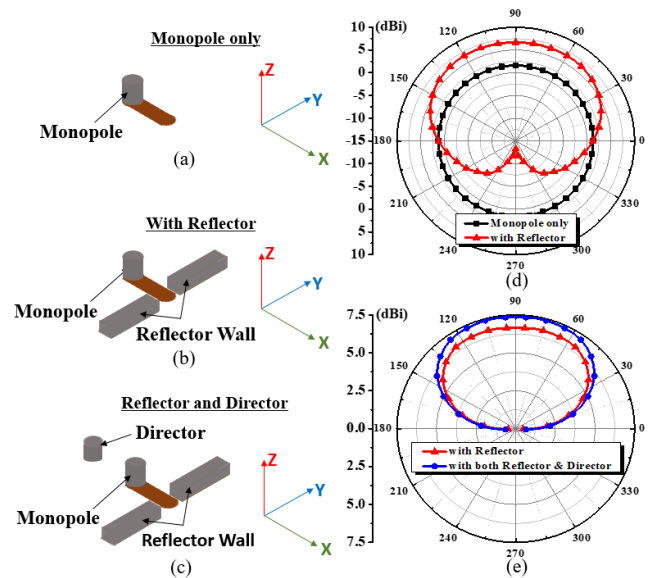 Monopole only
Z
Y
X
Monopole
(a)
With Reflector
Z
Y
X
Monopole
Reflector Wall
(b)
Reflector and Director
Director
Z
Y
X
Monopole
Reflector Wall
(c)
10
5
0
-5
-10
-15
-10
-5
0
5
10
(dBi)
90
120
60
150
30
180
0
210
330
240
300
270
Monopole only
with Reflector
(d)
7.5
5.0
2.5
0.0
2.5
5.0
7.5
(dBi)
90
120
60
150
30
180
0
210
330
240
300
270
with Reflector
with both Reflector & Director
(e)